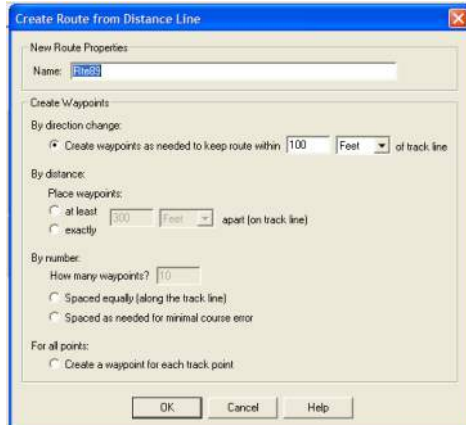 Create Route from Distance Line
New Route Properties
Name: Rte89
Create Waypoints
By direction change:
Create waypoints as needed to keep route within 100 Feet of track line
By distance:
Place waypoints:
at least
300 Feet apart (on track line)
exactly
By number:
How many waypoints? 10
Spaced equally (along the track line)
Spaced as needed for minimal course error
For all points:
Create a waypoint for each track point
OK Cancel Help